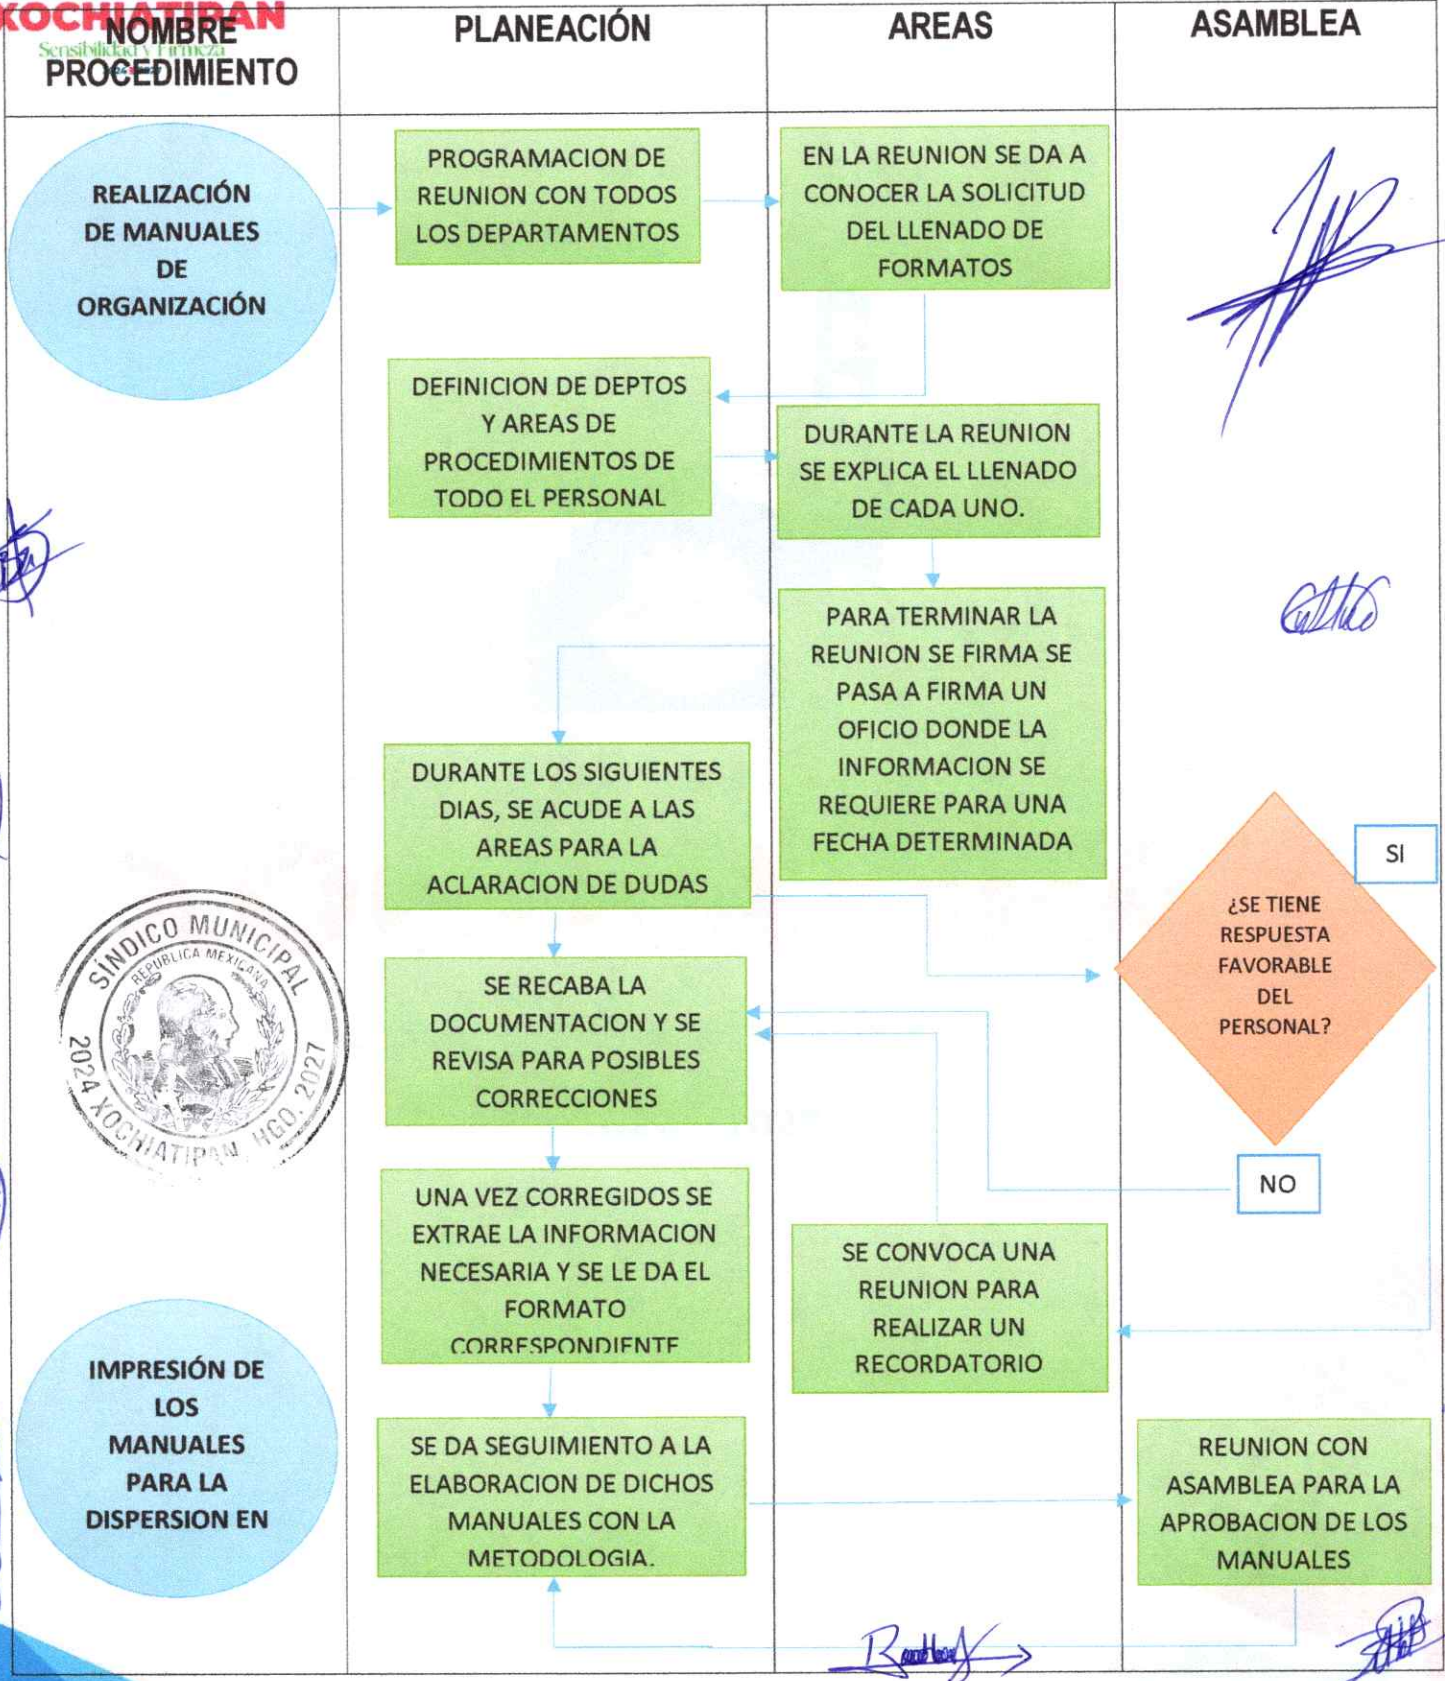 XOCHIATIPAN
Sensibilidad y Firmeza
NOMBRE
PROCEDIMIENTO
PLANEACIÓN
AREAS
ASAMBLEA
REALIZACIÓN
DE MANUALES
DE
ORGANIZACIÓN
PROGRAMACION DE
REUNION CON TODOS
LOS DEPARTAMENTOS
EN LA REUNION SE DA A
CONOCER LA SOLICITUD
DEL LLENADO DE
FORMATOS
DEFINICION DE DEPTOS
Y AREAS DE
PROCEDIMIENTOS DE
TODO EL PERSONAL
DURANTE LA REUNION
SE EXPLICA EL LLENADO
DE CADA UNO.
PARA TERMINAR LA
REUNION SE FIRMA SE
PASA A FIRMA UN
OFICIO DONDE LA
INFORMACION SE
REQUIERE PARA UNA
FECHA DETERMINADA
DURANTE LOS SIGUIENTES
DIAS, SE ACUDE A LAS
AREAS PARA LA
ACLARACION DE DUDAS
SI
¿SE TIENE
RESPUESTA
FAVORABLE
DEL
PERSONAL?
NO
SÍNDICO MUNICIPAL
REPUBLICA MEXICANA
2024 XOCHIATIPAN, HGO. 2027
SE RECABA LA
DOCUMENTACION Y SE
REVISA PARA POSIBLES
CORRECCIONES
UNA VEZ CORREGIDOS SE
EXTRAE LA INFORMACION
NECESARIA Y SE LE DA EL
FORMATO
CORRESPONDIENTE
SE CONVOCA UNA
REUNION PARA
REALIZAR UN
RECORDATORIO
IMPRESIÓN DE
LOS
MANUALES
PARA LA
DISPERSION EN
SE DA SEGUIMIENTO A LA
ELABORACION DE DICHOS
MANUALES CON LA
METODOLOGIA.
REUNION CON
ASAMBLEA PARA LA
APROBACION DE LOS
MANUALES